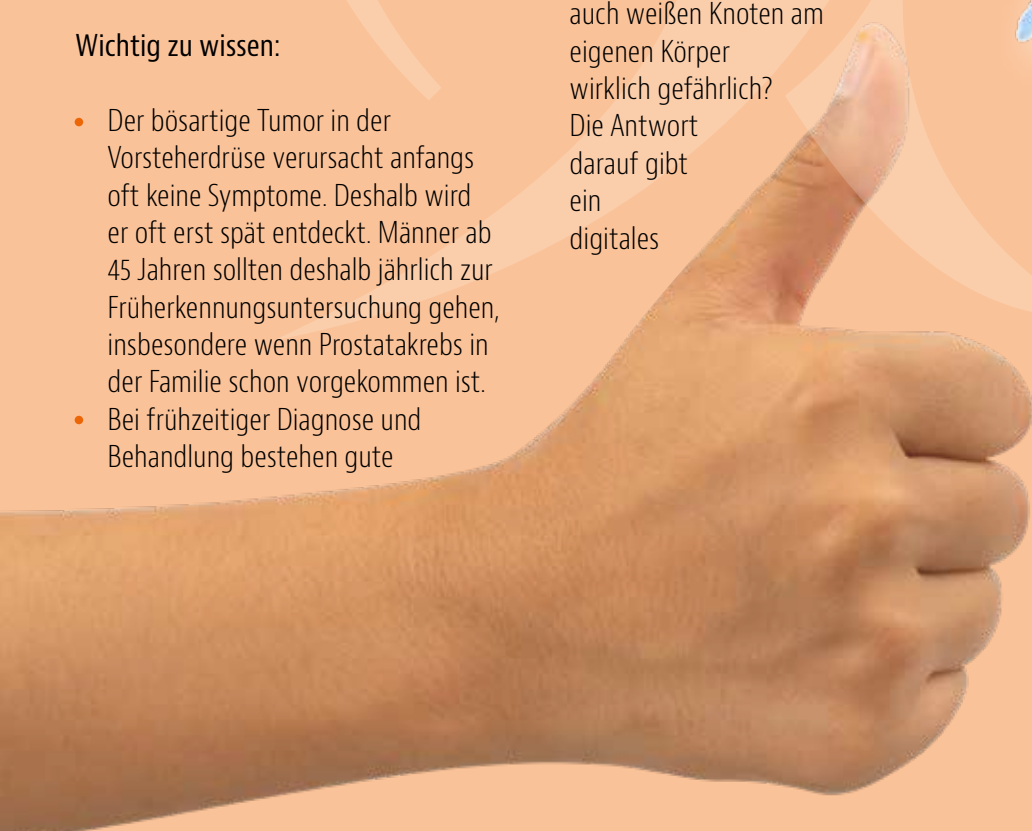 Wichtig zu wissen:
• Der bösartige Tumor in der
Vorsteherdrüse verursacht anfangs
oft keine Symptome. Deshalb wird
er oft erst spät entdeckt. Männer ab
45 Jahren sollten deshalb jährlich zur
Früherkennungsuntersuchung gehen,
insbesondere wenn Prostatakrebs in
der Familie schon vorgekommen ist.
• Bei frühzeitiger Diagnose und
Behandlung bestehen gute
auch weißen Knoten am
eigenen Körper
wirklich gefährlich?
Die Antwort
darauf gibt
ein
digitales